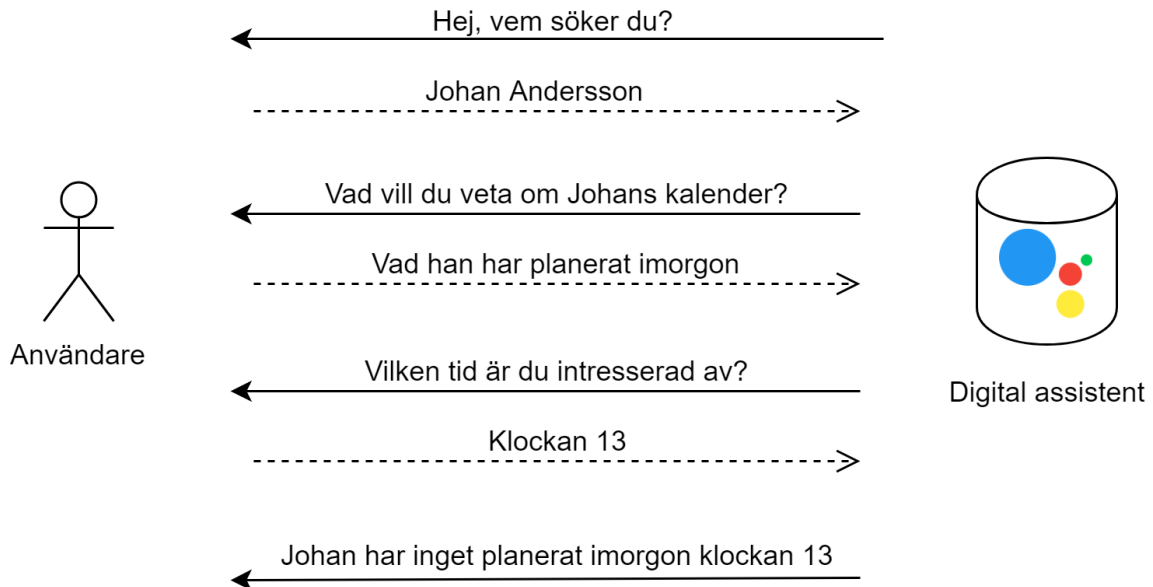 Hej, vem söker du?
Johan Andersson
Vad vill du veta om Johans kalender?
Vad han har planerat imorgon
Användare
Vilken tid är du intresserad av?
Digital assistent
Klockan 13
Johan har inget planerat imorgon klockan 13